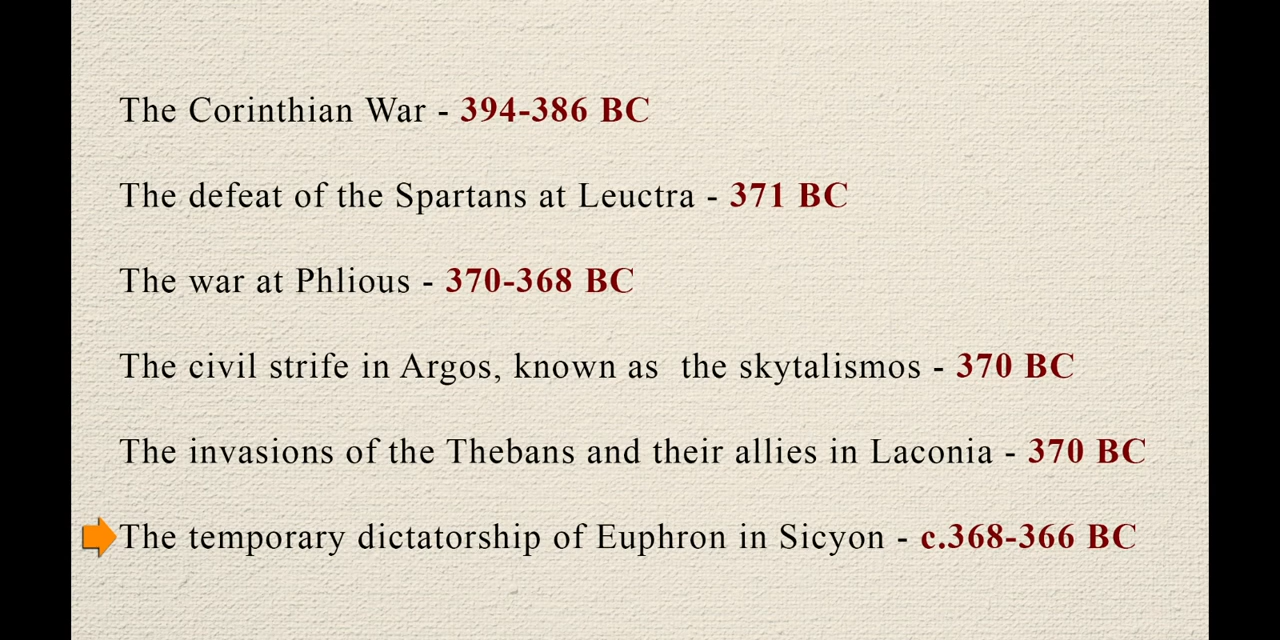 The Corinthian War - 394-386 BC
The defeat of the Spartans at Leuctra - 371 BC
The war at Phlious - 370-368 BC
The civil strife in Argos, known as  the skytalismos - 370 BC
The invasions of the Thebans and their allies in Laconia - 370 BC
The temporary dictatorship of Euphron in Sicyon - c.368-366 BC